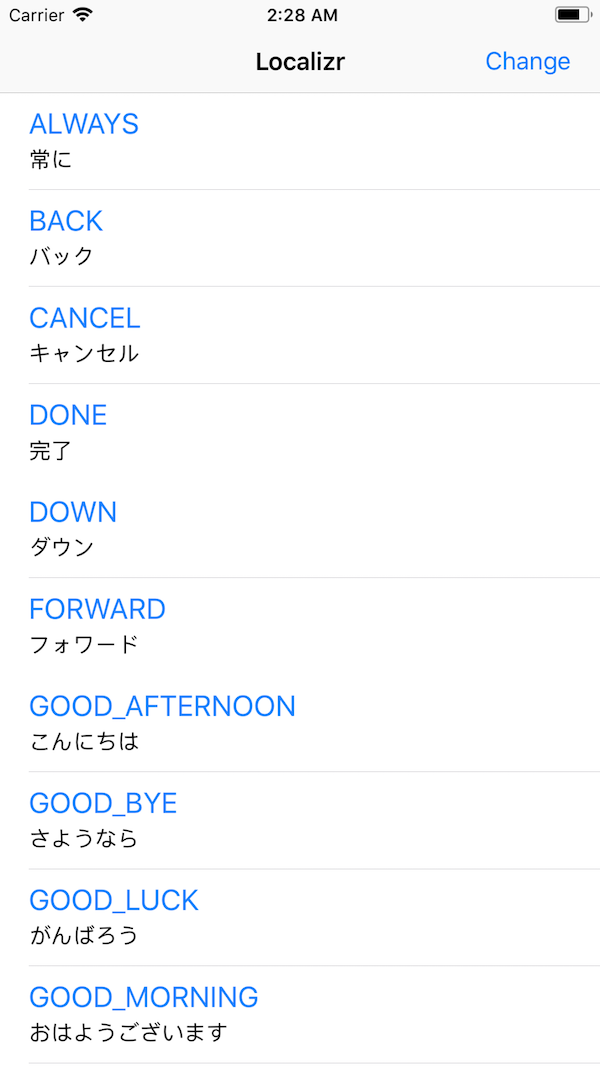 Carrier 2:28 AM
Localizr Change
ALWAYS
常に
BACK
バック
CANCEL
キャンセル
DONE
完了
DOWN
ダウン
FORWARD
フォワード
GOOD_AFTERNOON
こんにちは
GOOD_BYE
さようなら
GOOD_LUCK
がんばろう
GOOD_MORNING
おはようございます